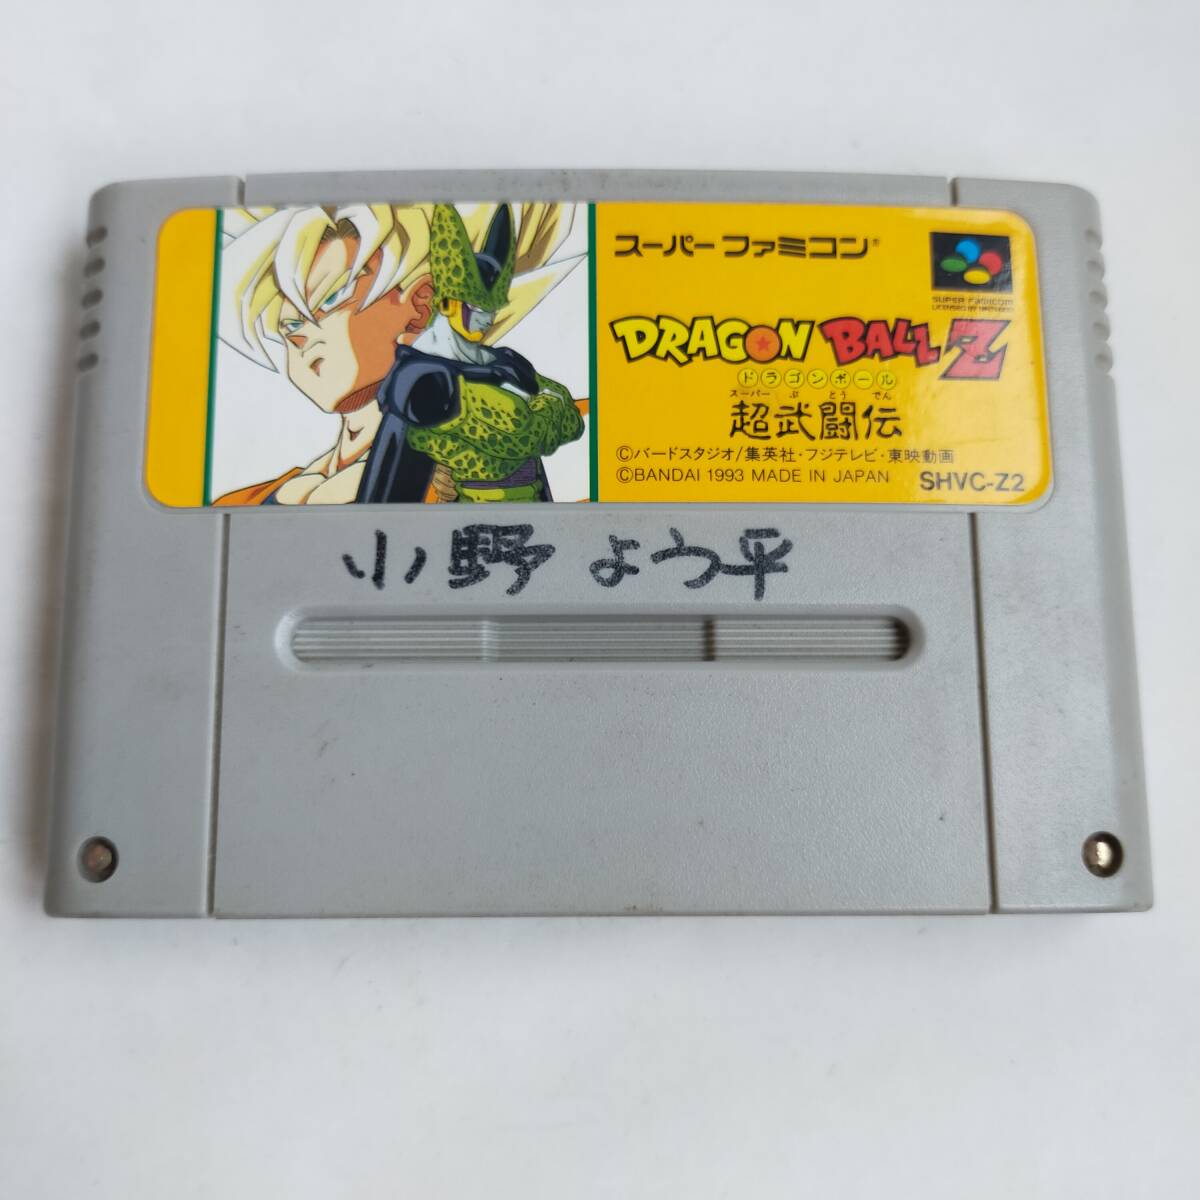 スーパーファミコン®
SUPER FAMICOM
LICENSED BY NINTENDO
DRAGON BALL Z
ドラゴンボール
スーパー ぶ とう でん
超武闘伝
©バードスタジオ/集英社・フジテレビ・東映動画
©BANDAI 1993 MADE IN JAPAN
SHVC-Z2
小野 よう平